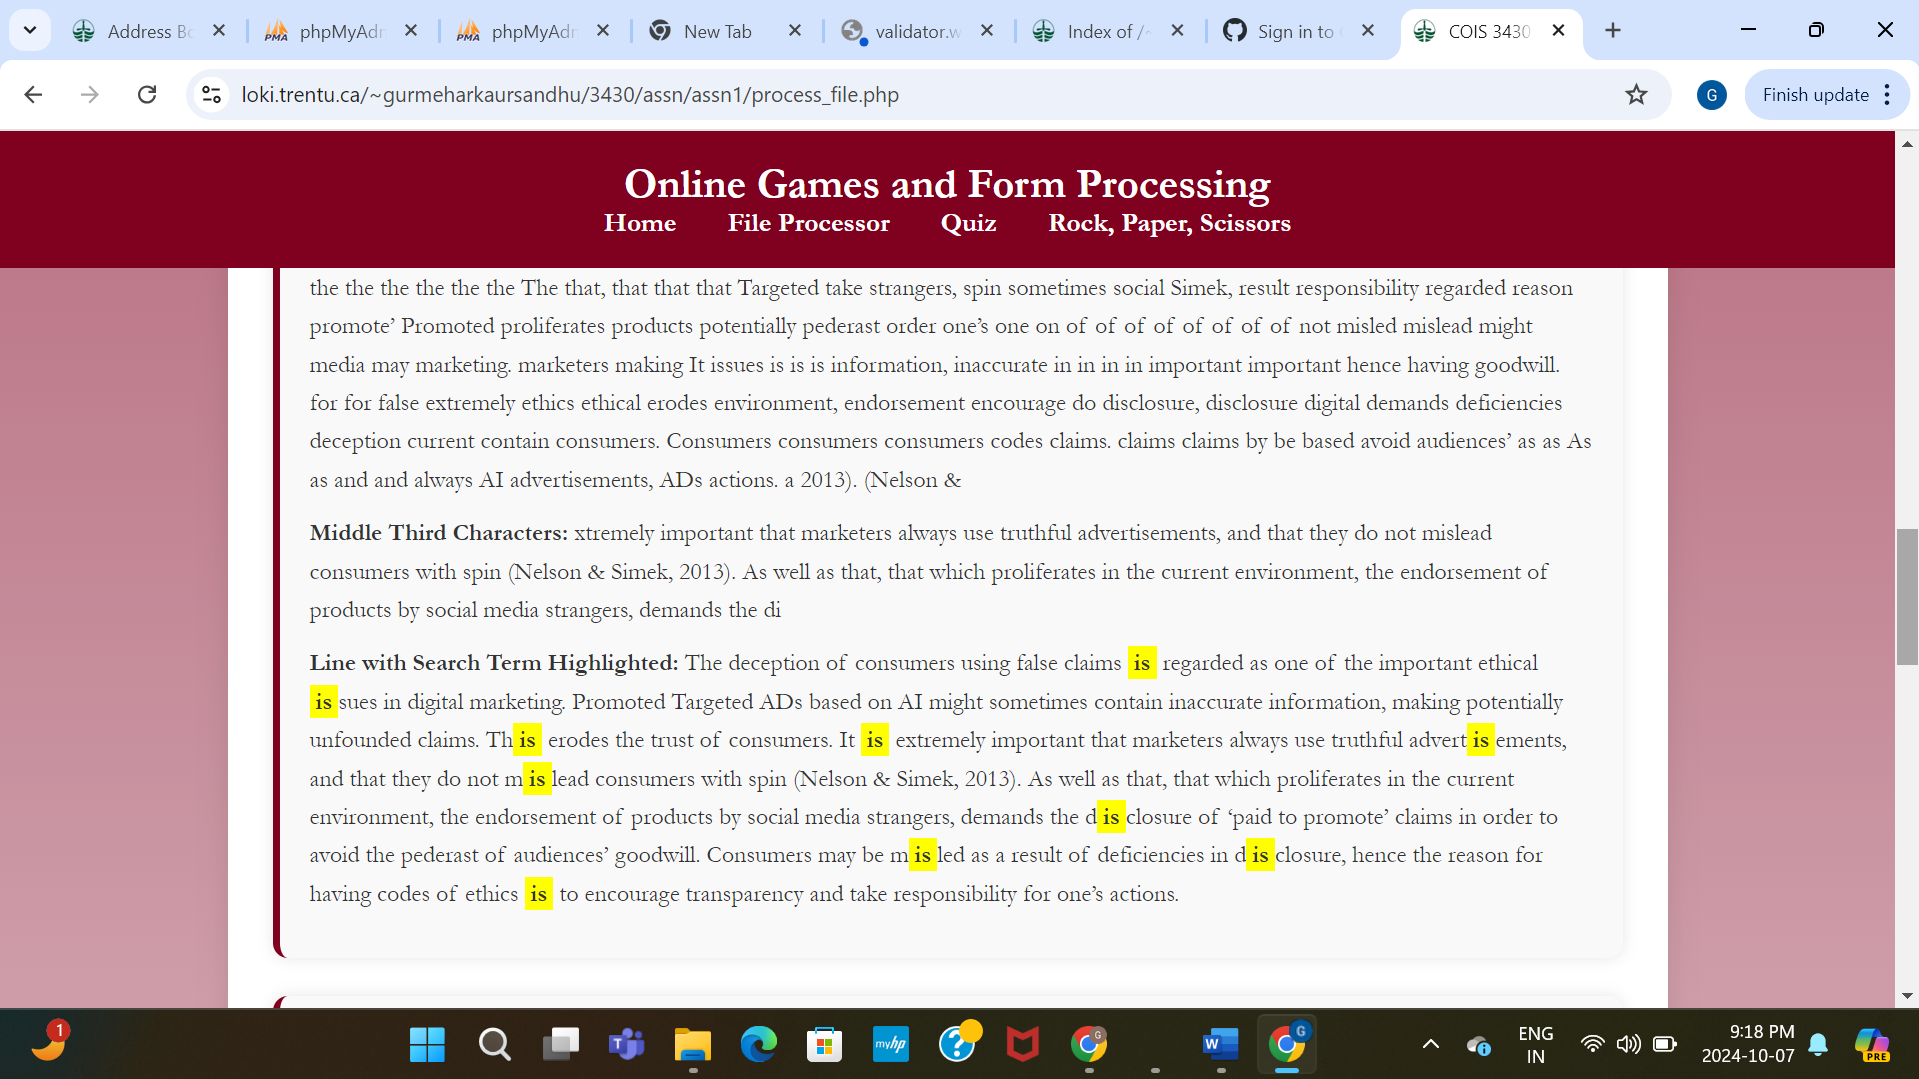 Address Bo
phpMyAdr
phpMyAdr
New Tab
validator.w
Index of /~
Sign in to
COIS 3430
loki.trentu.ca/~gurmeharkaursandhu/3430/assn/assn1/process_file.php
G
Finish update
Online Games and Form Processing
Home File Processor Quiz Rock, Paper, Scissors
the the the the the the The that, that that that Targeted take strangers, spin sometimes social Simek, result responsibility regarded reason
promote’ Promoted proliferates products potentially pederast order one’s one on of of of of of of of of not misled mislead might
media may marketing. marketers making It issues is is is information, inaccurate in in in in important important hence having goodwill.
for for false extremely ethics ethical erodes environment, endorsement encourage do disclosure, disclosure digital demands deficiencies
deception current contain consumers. Consumers consumers consumers codes claims. claims claims by be based avoid audiences’ as as As
as and and always AI advertisements, ADs actions. a 2013). (Nelson &
Middle Third Characters: xtremely important that marketers always use truthful advertisements, and that they do not mislead
consumers with spin (Nelson & Simek, 2013). As well as that, that which proliferates in the current environment, the endorsement of
products by social media strangers, demands the di
Line with Search Term Highlighted: The deception of consumers using false claims is regarded as one of the important ethical
issues in digital marketing. Promoted Targeted ADs based on AI might sometimes contain inaccurate information, making potentially
unfounded claims. This erodes the trust of consumers. It is extremely important that marketers always use truthful advertisements,
and that they do not mislead consumers with spin (Nelson & Simek, 2013). As well as that, that which proliferates in the current
environment, the endorsement of products by social media strangers, demands the disclosure of ‘paid to promote’ claims in order to
avoid the pederast of audiences’ goodwill. Consumers may be misled as a result of deficiencies in disclosure, hence the reason for
having codes of ethics is to encourage transparency and take responsibility for one’s actions.
1
myhp
G
W
G
ENG
IN
9:18 PM
2024-10-07
PRE